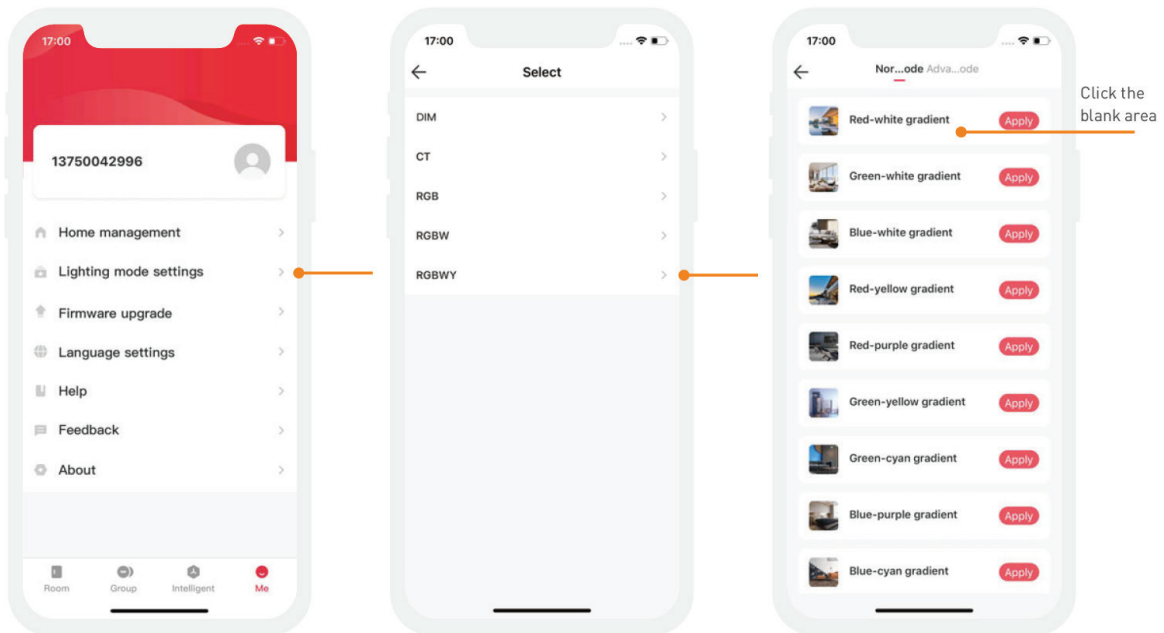 17:00
13750042996
Home management
Lighting mode settings
Firmware upgrade
Language settings
Help
Feedback
About
Room Group Intelligent Me
17:00
Select
DIM
CT
RGB
RGBW
RGBWY
17:00
Nor...ode Adva...ode
Red-white gradient Apply
Green-white gradient Apply
Blue-white gradient Apply
Red-yellow gradient Apply
Red-purple gradient Apply
Green-yellow gradient Apply
Green-cyan gradient Apply
Blue-purple gradient Apply
Blue-cyan gradient Apply
Click the
blank area